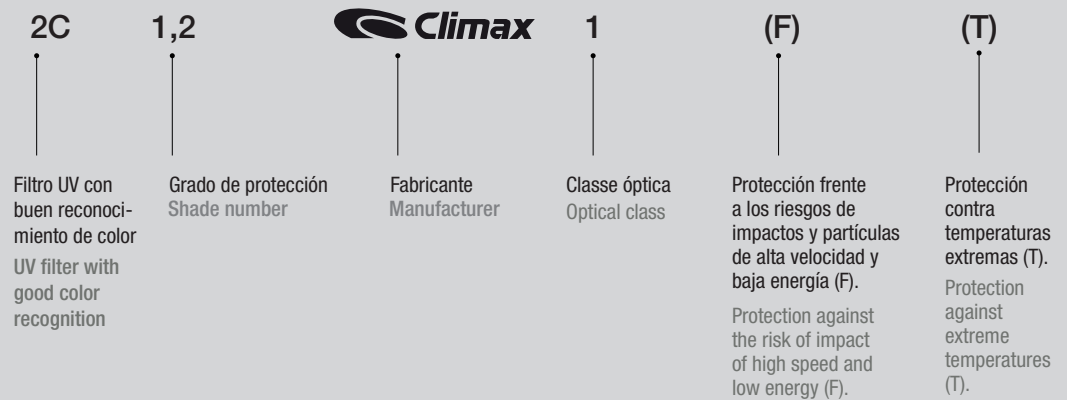 2C 1,2 Climax 1 (F) (T)
Filtro UV con
buen reconoci-
miento de color
UV filter with
good color
recognition
Grado de protección
Shade number
Fabricante
Manufacturer
Classe óptica
Optical class
Protección frente
a los riesgos de
impactos y partículas
de alta velocidad y
baja energía (F).
Protection against
the risk of impact
of high speed and
low energy (F).
Protección
contra
temperaturas
extremas (T).
Protection
against
extreme
temperatures
(T).